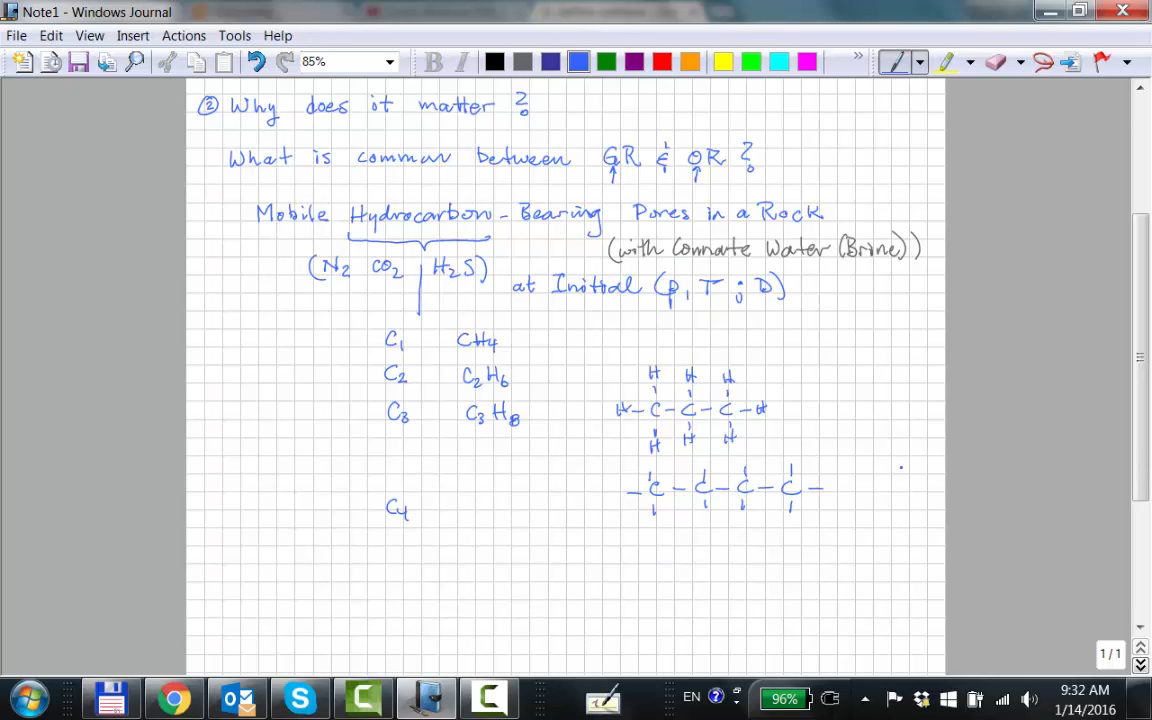 Note1 - Windows Journal
File Edit View Insert Actions Tools Help
85%
② Why does it matter ?
What is common between GR & OR ?
Mobile Hydrocarbon - Bearing Pores in a Rock
(with Connate Water (Brine))
(N2 CO2 H2S)
at Initial (p, T ; D)
C1 CH4
C2 C2H6
C3 C3H8
H H H
H - C - C - C - H
H H H
- C - C - C - C -
C4
1 / 1
EN 96% 9:32 AM
1/14/2016